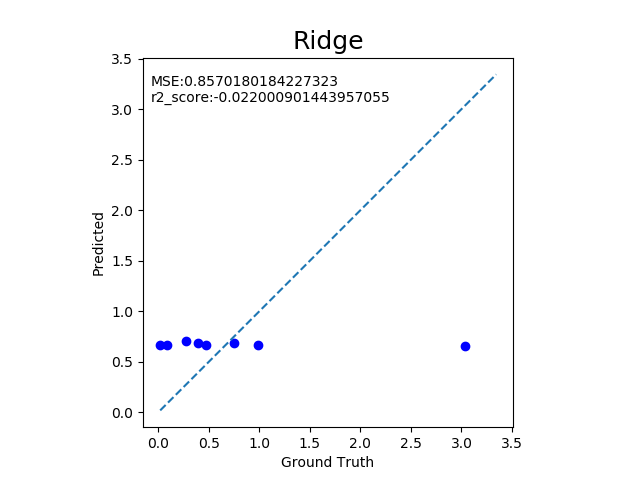 Ridge
MSE:0.8570180184227323
r2_score:-0.022000901443957055
3.5
3.0
2.5
2.0
1.5
1.0
0.5
0.0
Predicted
0.0 0.5 1.0 1.5 2.0 2.5 3.0 3.5
Ground Truth